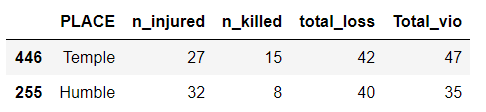 PLACE n_injured n_killed total_loss Total_vio
446 Temple 27 15 42 47
255 Humble 32 8 40 35